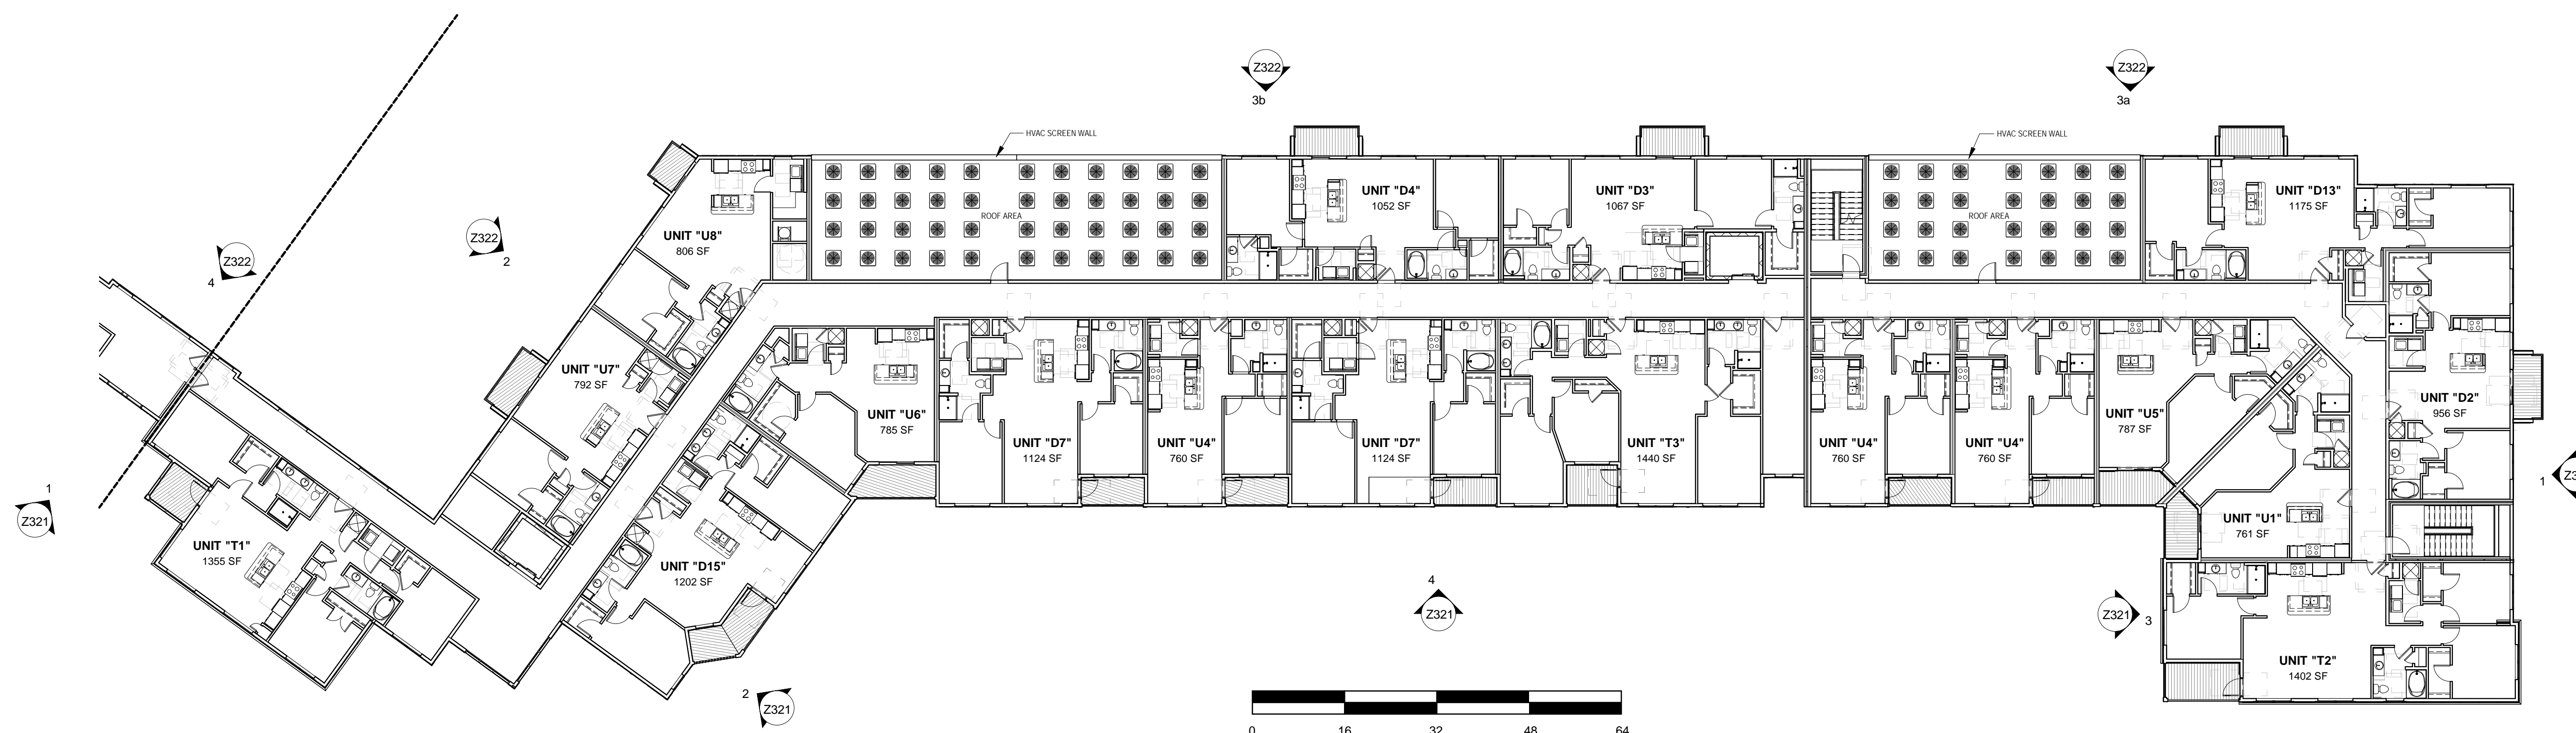 Z322
3b
Z322
3a
HVAC SCREEN WALL
HVAC SCREEN WALL
UNIT "D4"
1052 SF
UNIT "D3"
1067 SF
UNIT "D13"
1175 SF
ROOF AREA
ROOF AREA
UNIT "U8"
806 SF
Z322
2
Z322
4
UNIT "U7"
792 SF
UNIT "U6"
785 SF
UNIT "D7"
1124 SF
UNIT "U4"
760 SF
UNIT "D7"
1124 SF
UNIT "T3"
1440 SF
UNIT "U4"
760 SF
UNIT "U4"
760 SF
UNIT "U5"
787 SF
UNIT "D2"
956 SF
1
Z321
1
UNIT "U1"
761 SF
UNIT "T1"
1355 SF
UNIT "D15"
1202 SF
4
Z321
Z321
3
UNIT "T2"
1402 SF
2
Z321
0 16 32 48 64